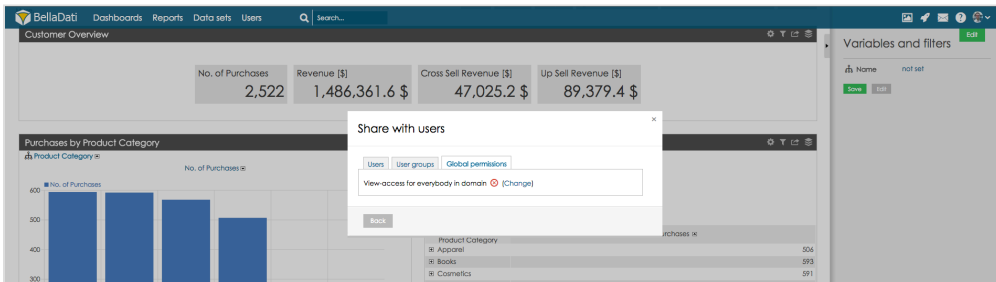 BellaDati Dashboards Reports Data sets Users Search...
Customer Overview
Edit
Variables and filters
Name not set
Save Edit
No. of Purchases Revenue [$] Cross Sell Revenue [$] Up Sell Revenue [$]
2,522 1,486,361.6 $ 47,025.2 $ 89,379.4 $
Share with users
×
Users User groups Global permissions
View-access for everybody in domain (Change)
Back
Purchases by Product Category
Product Category
No. of Purchases
No. of Purchases
600
500
400
300
Product Category
Apparel 506
Books 593
Cosmetics 591